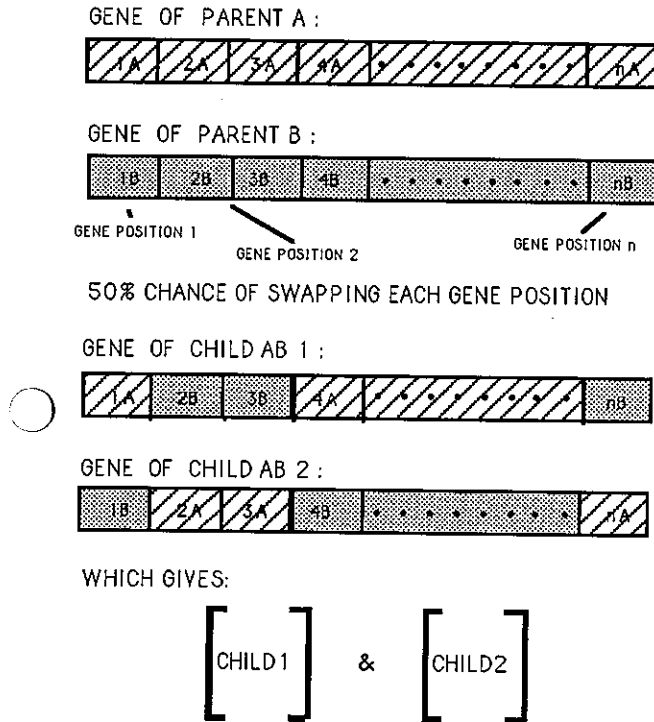 GENE OF PARENT A :
1A 2A 3A 4A • • • • • • • • nA
GENE OF PARENT B :
1B 2B 3B 4B • • • • • • • • nB
GENE POSITION 1
GENE POSITION 2
GENE POSITION n
50% CHANCE OF SWAPPING EACH GENE POSITION
GENE OF CHILD AB 1 :
1A 2B 3B 4A • • • • • • • • nB
GENE OF CHILD AB 2 :
1B 2A 3A 4B • • • • • • • • nA
WHICH GIVES:
CHILD1 & CHILD2